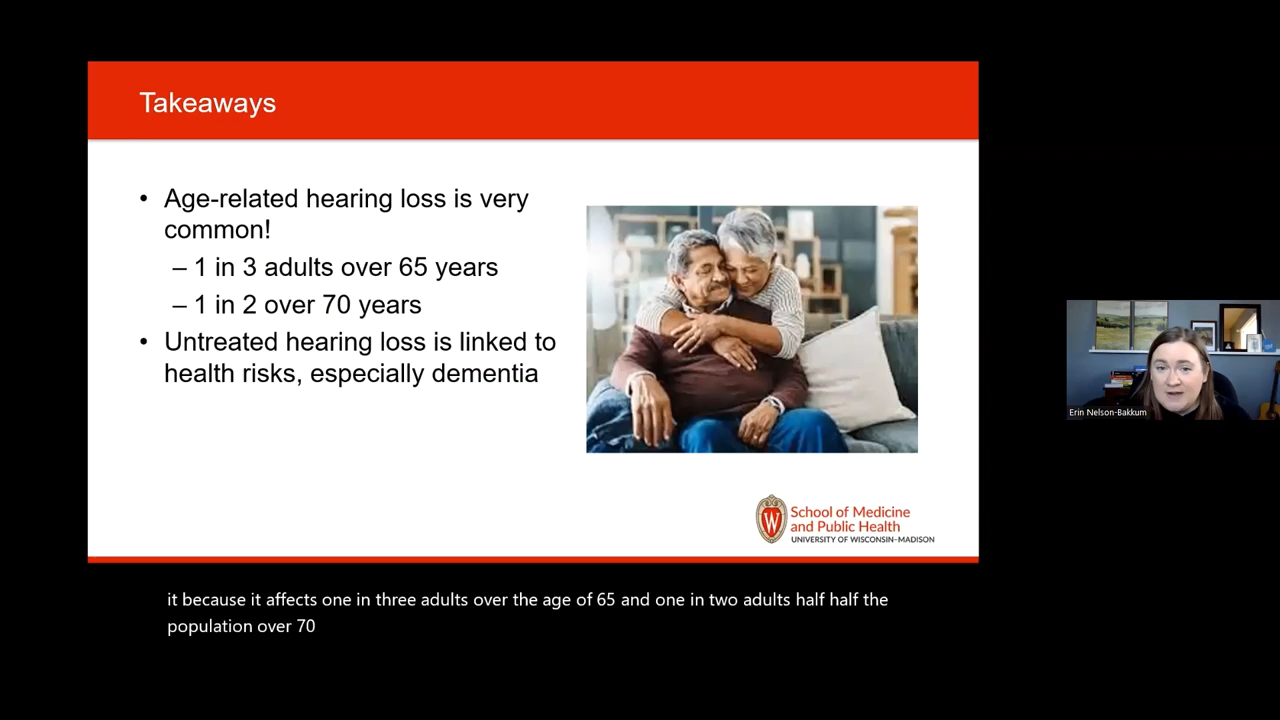 Takeaways
• Age-related hearing loss is very
common!
– 1 in 3 adults over 65 years
– 1 in 2 over 70 years
• Untreated hearing loss is linked to
health risks, especially dementia
W
School of Medicine
and Public Health
UNIVERSITY OF WISCONSIN–MADISON
Erin Nelson-Bakkum
it because it affects one in three adults over the age of 65 and one in two adults half half the
population over 70